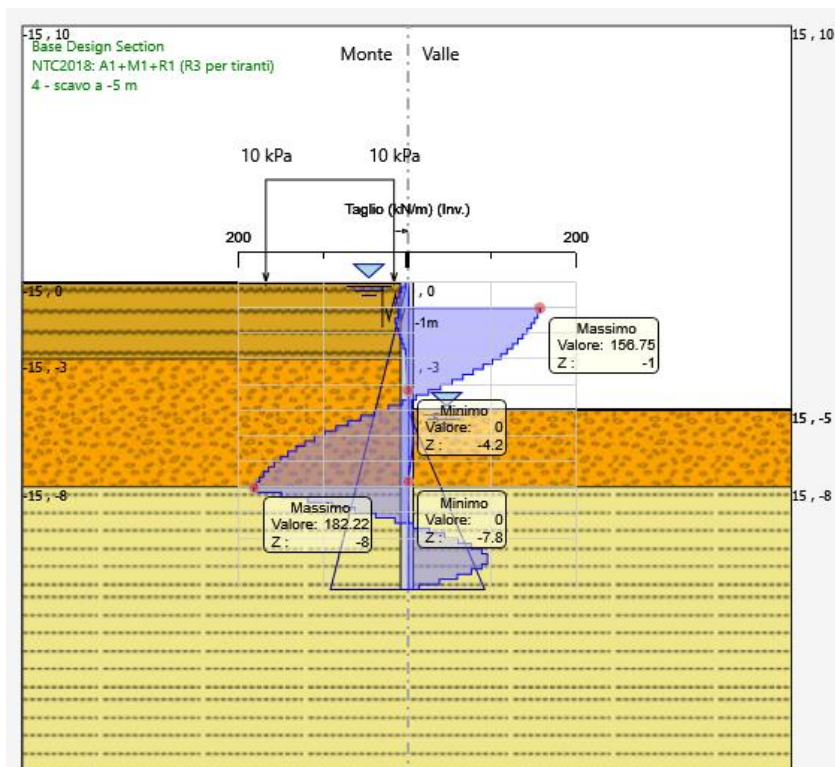 -15, 10
15, 10
Base Design Section
NTC2018: A1+M1+R1 (R3 per tiranti)
4 - scavo a -5 m
Monte
Valle
10 kPa
10 kPa
Taglio (kN/m) (Inv.)
200
200
-15, 0
, 0
-1m
Massimo
Valore: 156.75
Z : -1
-15, -3
, -3
Minimo
Valore: 0
Z : -4.2
15, -5
-15, -8
15, -8
Massimo
Valore: 182.22
Z : -8
Minimo
Valore: 0
Z : -7.8